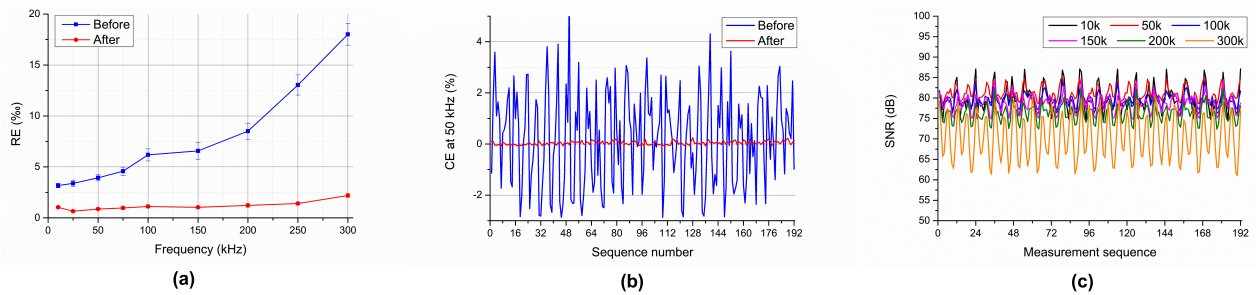 Before
After
20
15
10
5
0
RE (‰)
0 50 100 150 200 250 300
Frequency (kHz)
(a)
Before
After
4
2
0
-2
CE at 50 kHz (%)
0 16 32 48 64 80 96 112 128 144 160 176 192
Sequence number
(b)
10k 50k 100k
150k 200k 300k
100
95
90
85
80
75
70
65
60
55
50
SNR (dB)
0 24 48 72 96 120 144 168 192
Measurement sequence
(c)